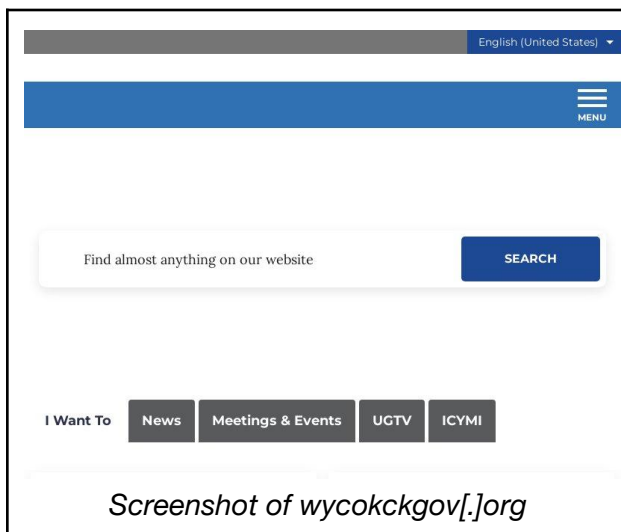 English (United States)
MENU
Find almost anything on our website
SEARCH
I Want To News Meetings & Events UGTV ICYMI
Screenshot of wycokckgov[.]org